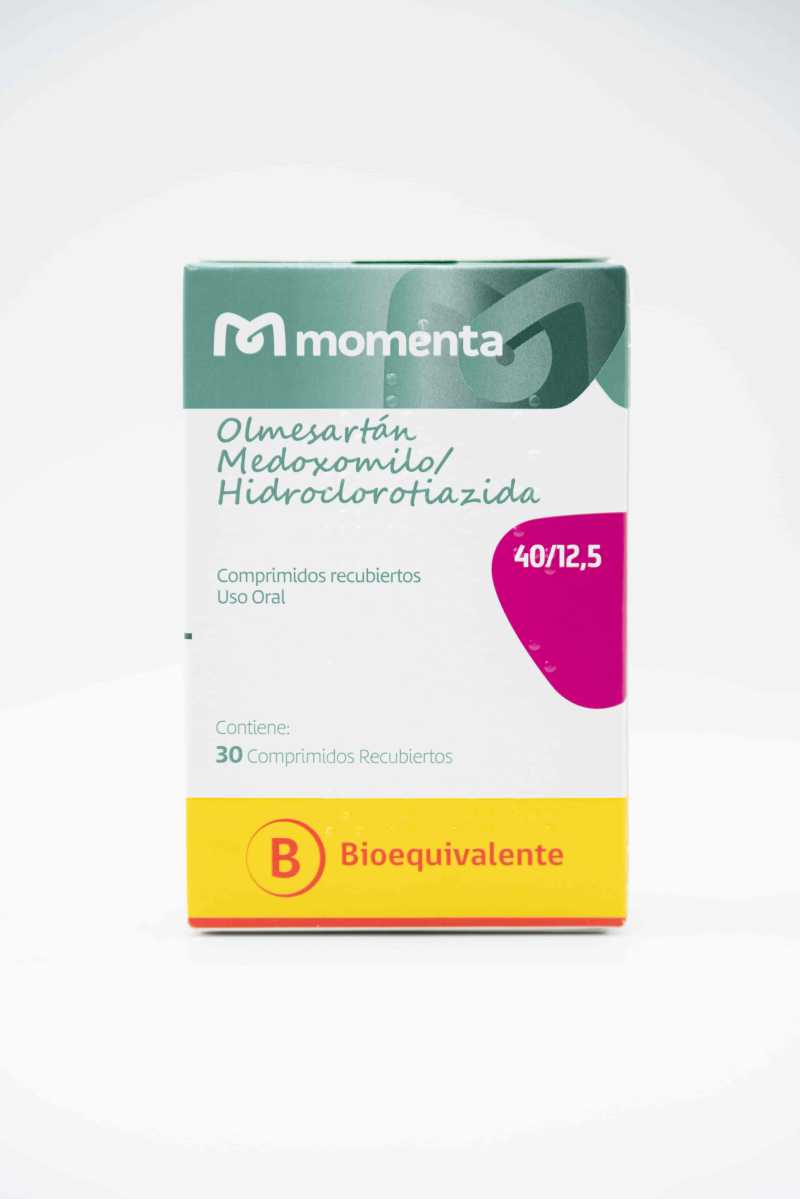 momenta
Olmesartán
Medoxomilo/
Hidroclorotiazida
40/12,5
Comprimidos recubiertos
Uso Oral
Contiene:
30 Comprimidos Recubiertos
B Bioequivalente